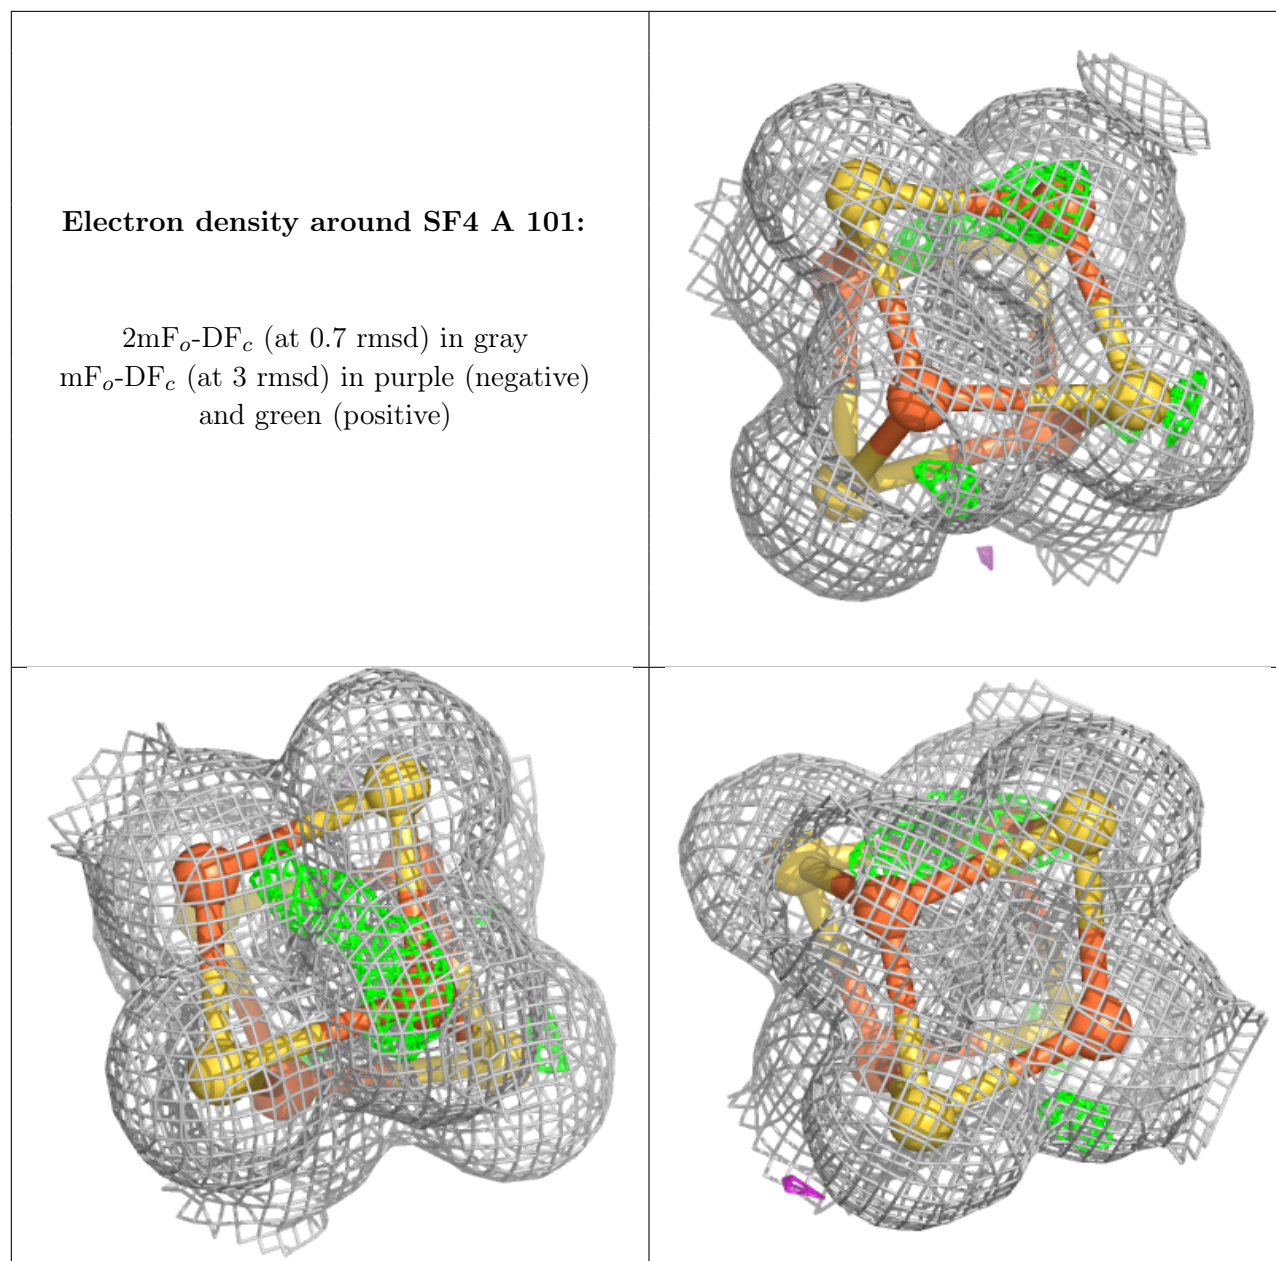 Electron density around SF4 A 101:
2mFo-DFc (at 0.7 rmsd) in gray
mFo-DFc (at 3 rmsd) in purple (negative)
and green (positive)